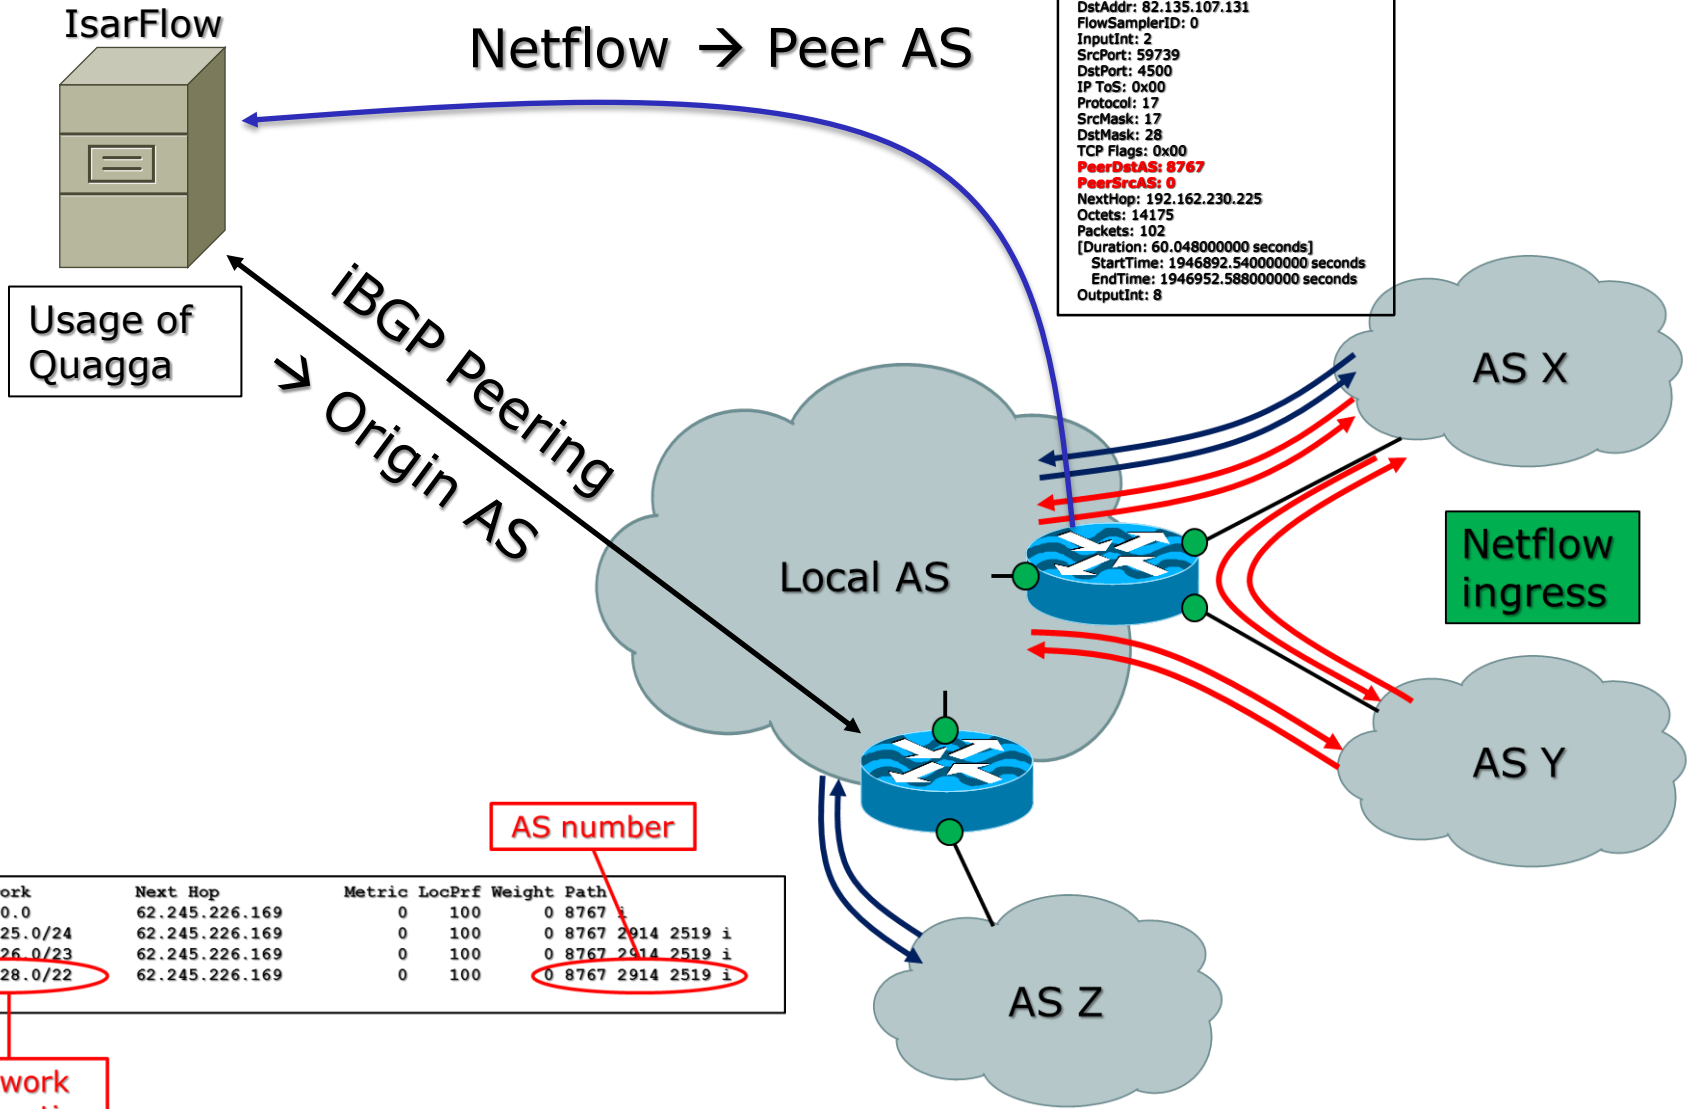 IsarFlow
Netflow → Peer AS
DstAddr: 82.135.107.131
FlowSamplerID: 0
InputInt: 2
SrcPort: 59739
DstPort: 4500
IP ToS: 0x00
Protocol: 17
SrcMask: 17
DstMask: 28
TCP Flags: 0x00
PeerDstAS: 8767
PeerSrcAS: 0
NextHop: 192.162.230.225
Octets: 14175
Packets: 102
[Duration: 60.048000000 seconds]
StartTime: 1946892.540000000 seconds
EndTime: 1946952.588000000 seconds
OutputInt: 8
Usage of
Quagga
iBGP Peering
→ Origin AS
AS X
Local AS
Netflow
ingress
AS Y
AS number
ork Next Hop Metric LocPrf Weight Path
0.0 62.245.226.169 0 100 0 8767 i
25.0/24 62.245.226.169 0 100 0 8767 2914 2519 i
26.0/23 62.245.226.169 0 100 0 8767 2914 2519 i
28.0/22 62.245.226.169 0 100 0 8767 2914 2519 i
AS Z
work